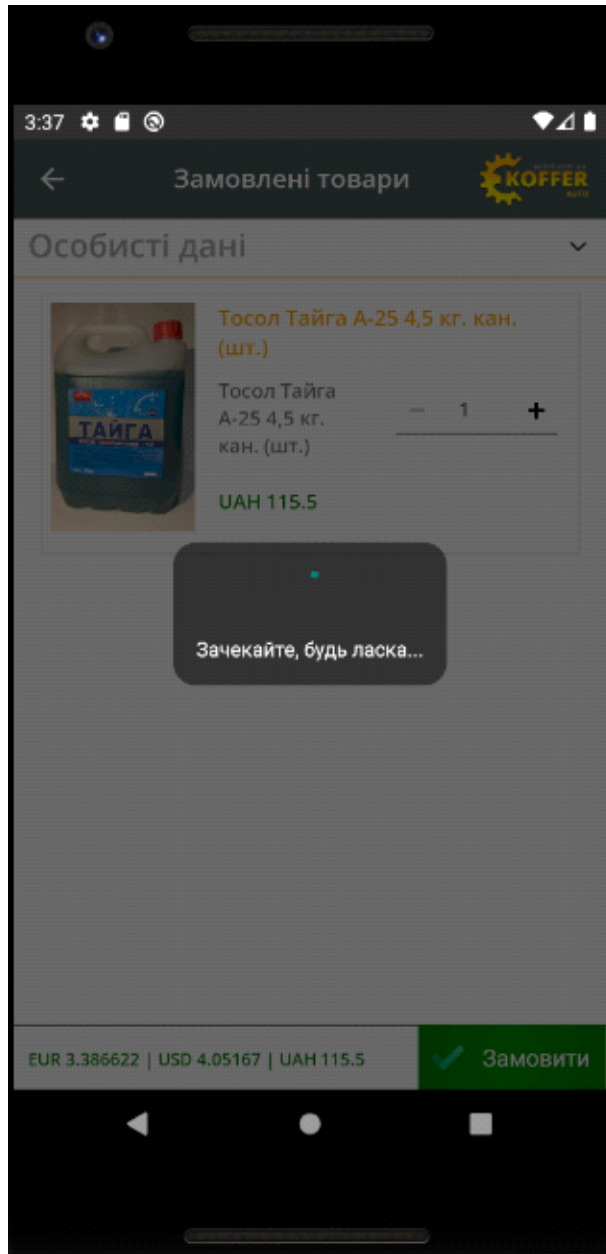 3:37
Замовлені товари
KOFFER
AUTO
Особисті дані
Тосол Тайга А-25 4,5 кг. кан.
(шт.)
Тосол Тайга
А-25 4,5 кг.
кан. (шт.)
1
UAH 115.5
ТАЙГА
Зачекайте, будь ласка...
EUR 3.386622 | USD 4.05167 | UAH 115.5
Замовити